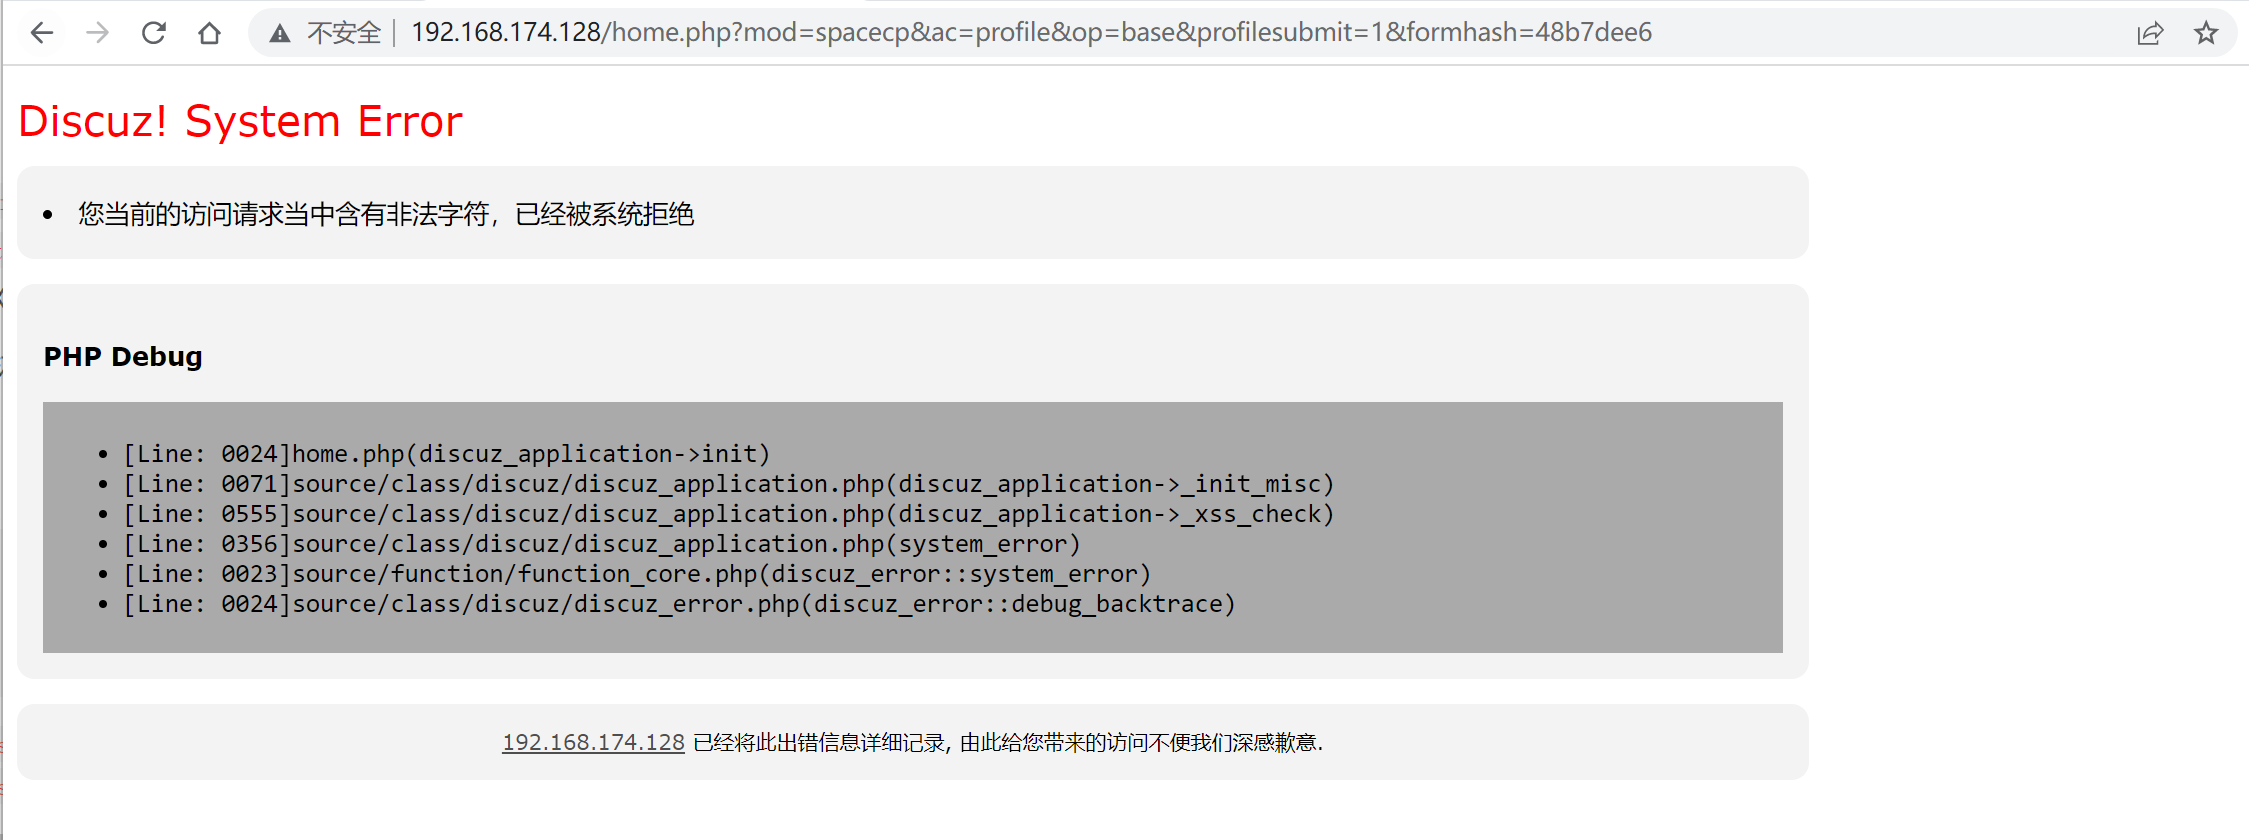 不安全 | 192.168.174.128/home.php?mod=spacecp&ac=profile&op=base&profilesubmit=1&formhash=48b7dee6
Discuz! System Error
• 您当前的访问请求当中含有非法字符，已经被系统拒绝
PHP Debug
• [Line: 0024]home.php(discuz_application->init)
• [Line: 0071]source/class/discuz/discuz_application.php(discuz_application->_init_misc)
• [Line: 0555]source/class/discuz/discuz_application.php(discuz_application->_xss_check)
• [Line: 0356]source/class/discuz/discuz_application.php(system_error)
• [Line: 0023]source/function/function_core.php(discuz_error::system_error)
• [Line: 0024]source/class/discuz/discuz_error.php(discuz_error::debug_backtrace)
192.168.174.128 已经将此出错信息详细记录, 由此给您带来的访问不便我们深感歉意.